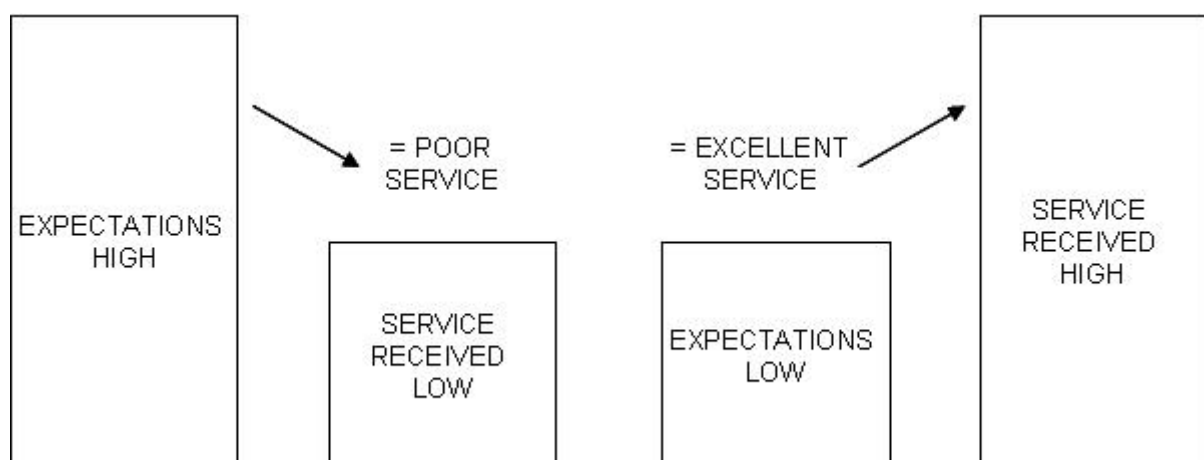 EXPECTATIONS
HIGH
= POOR
SERVICE
SERVICE
RECEIVED
LOW
= EXCELLENT
SERVICE
EXPECTATIONS
LOW
SERVICE
RECEIVED
HIGH